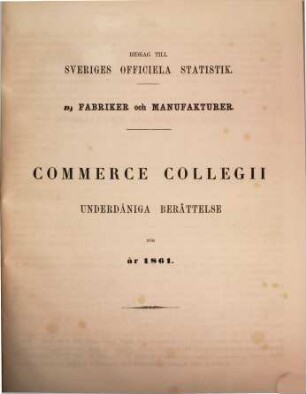 BIDRAG TILL
SVERIGES OFFICIELA STATISTIK.
D) FABRIKER och MANUFAKTURER.
COMMERCE COLLEGII
UNDERDÅNIGA BERÄTTELSE
FÖR
år 1861.